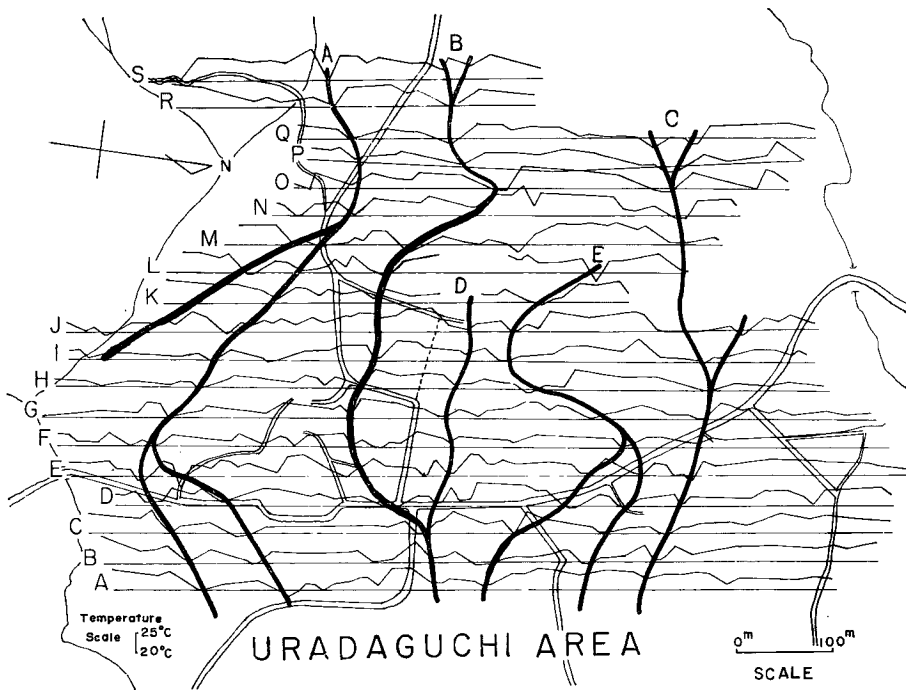 A
B
S
R
C
Q
P
N
O
N
M
L
E
K
D
J
I
H
G
F
E
D
C
B
A
Temperature
Scale 25°C
20°C
URADAGUCHI AREA
0m 100m
SCALE